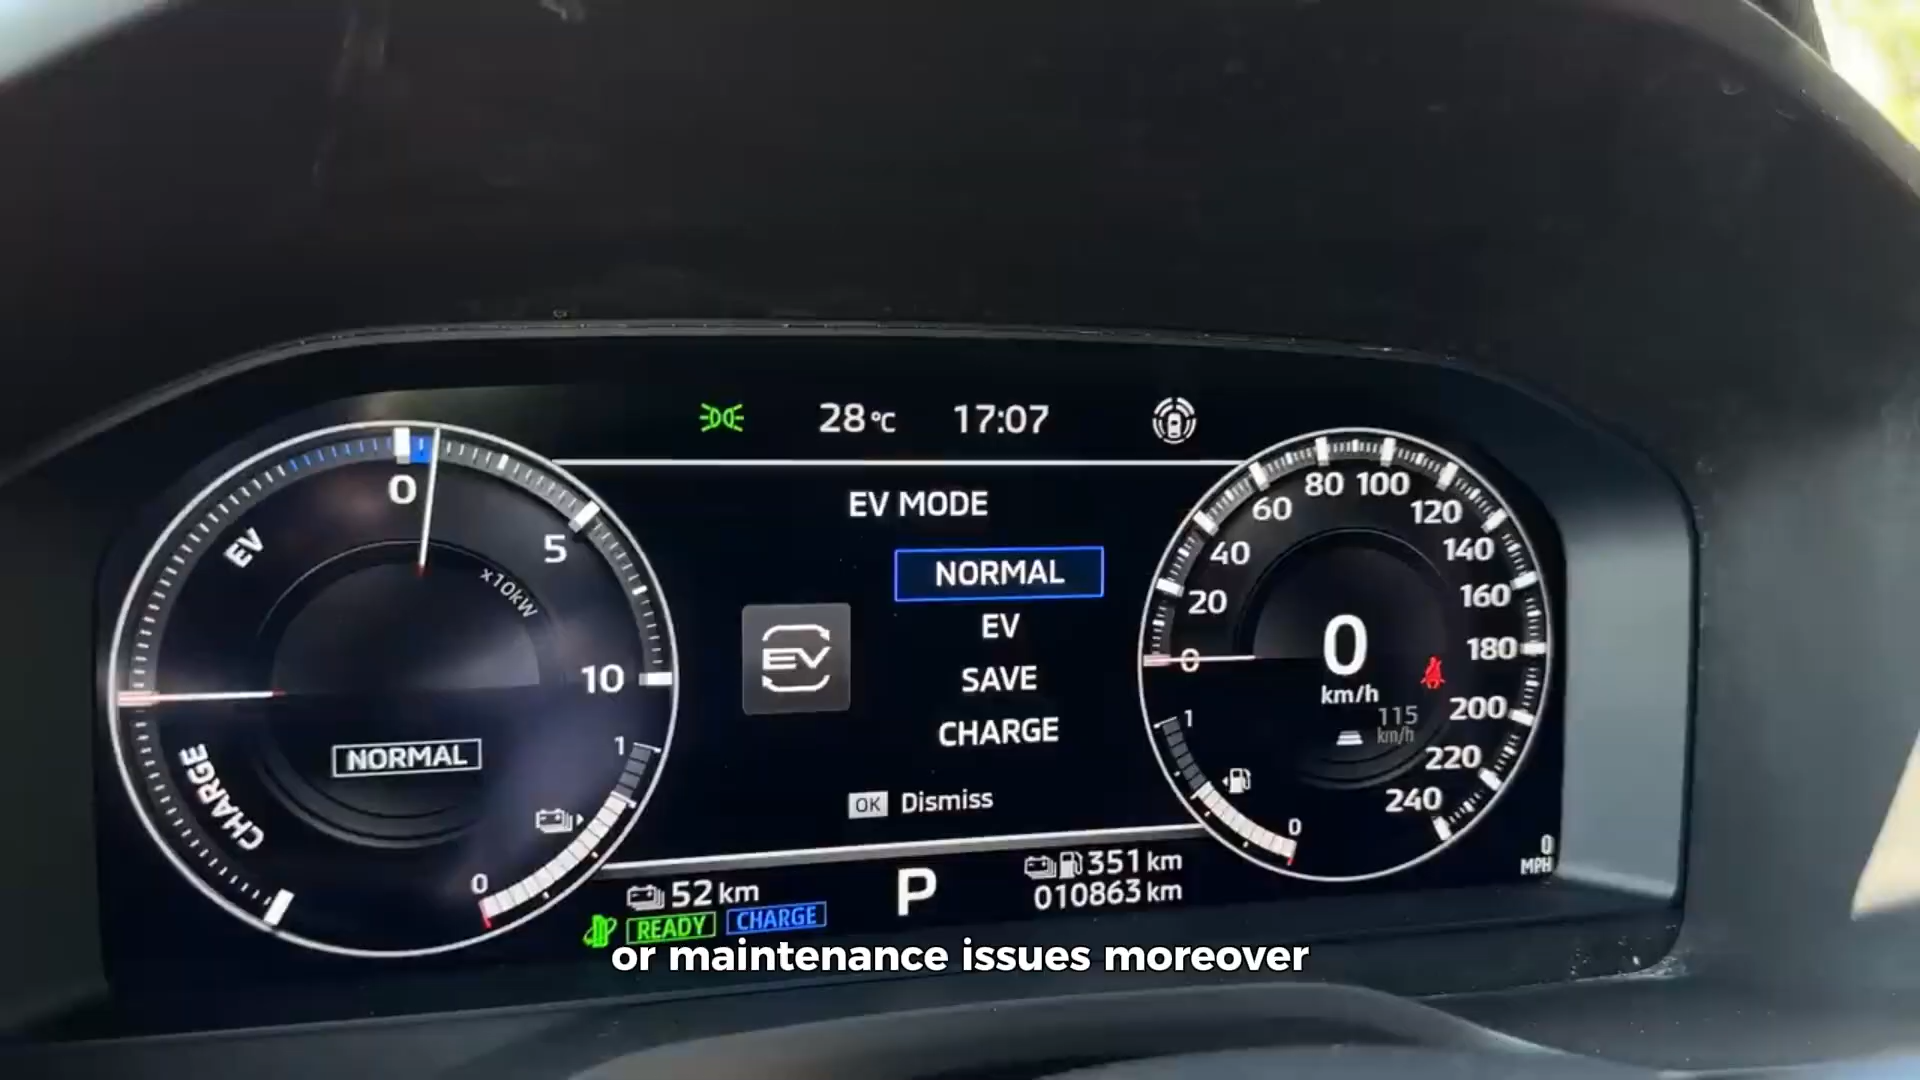 28°C 17:07
EV MODE
NORMAL
EV
SAVE
CHARGE
OK Dismiss
EV
0
5
10
x10kW
EV
CHARGE
NORMAL
1
0
0
20
40
60
80
100
120
140
160
180
200
220
240
0
km/h
115
km/h
1
0
0
MPH
52 km
READY CHARGE
P
351 km
010863 km
or maintenance issues moreover